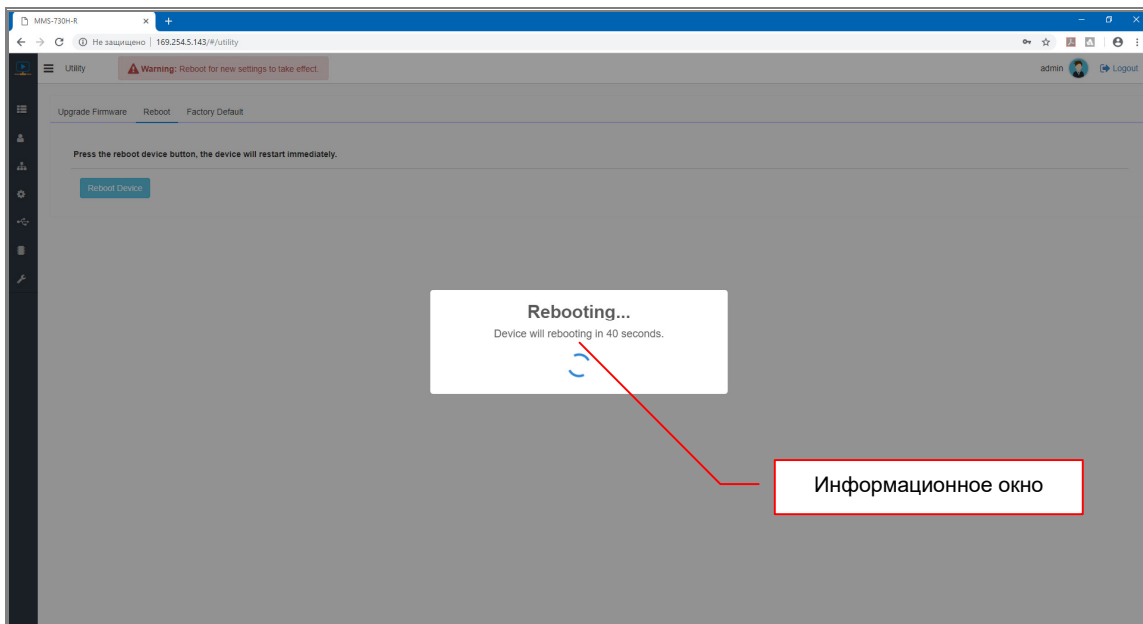 MMS-730H-R
Не защищено | 169.254.5.143/#/utility
Utility
Warning: Reboot for new settings to take effect.
admin
Logout
Upgrade Firmware Reboot Factory Default
Press the reboot device button, the device will restart immediately.
Reboot Device
Rebooting...
Device will rebooting in 40 seconds.
Информационное окно